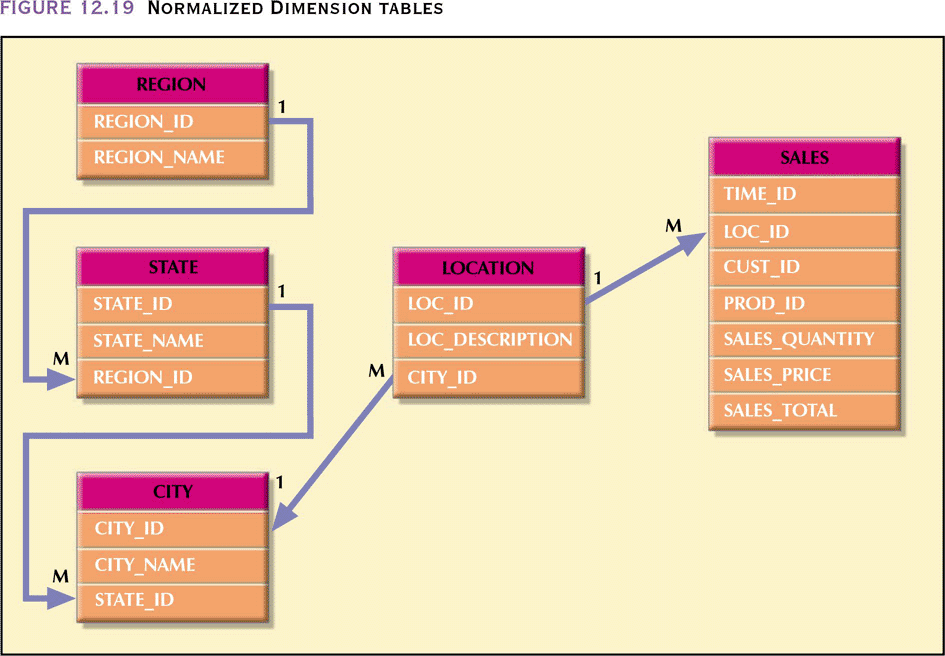 FIGURE 12.19 NORMALIZED DIMENSION TABLES
REGION
REGION_ID
REGION_NAME
1
STATE
STATE_ID
STATE_NAME
REGION_ID
1
M
CITY
CITY_ID
CITY_NAME
STATE_ID
1
M
LOCATION
LOC_ID
LOC_DESCRIPTION
CITY_ID
1
M
SALES
TIME_ID
LOC_ID
CUST_ID
PROD_ID
SALES_QUANTITY
SALES_PRICE
SALES_TOTAL
M